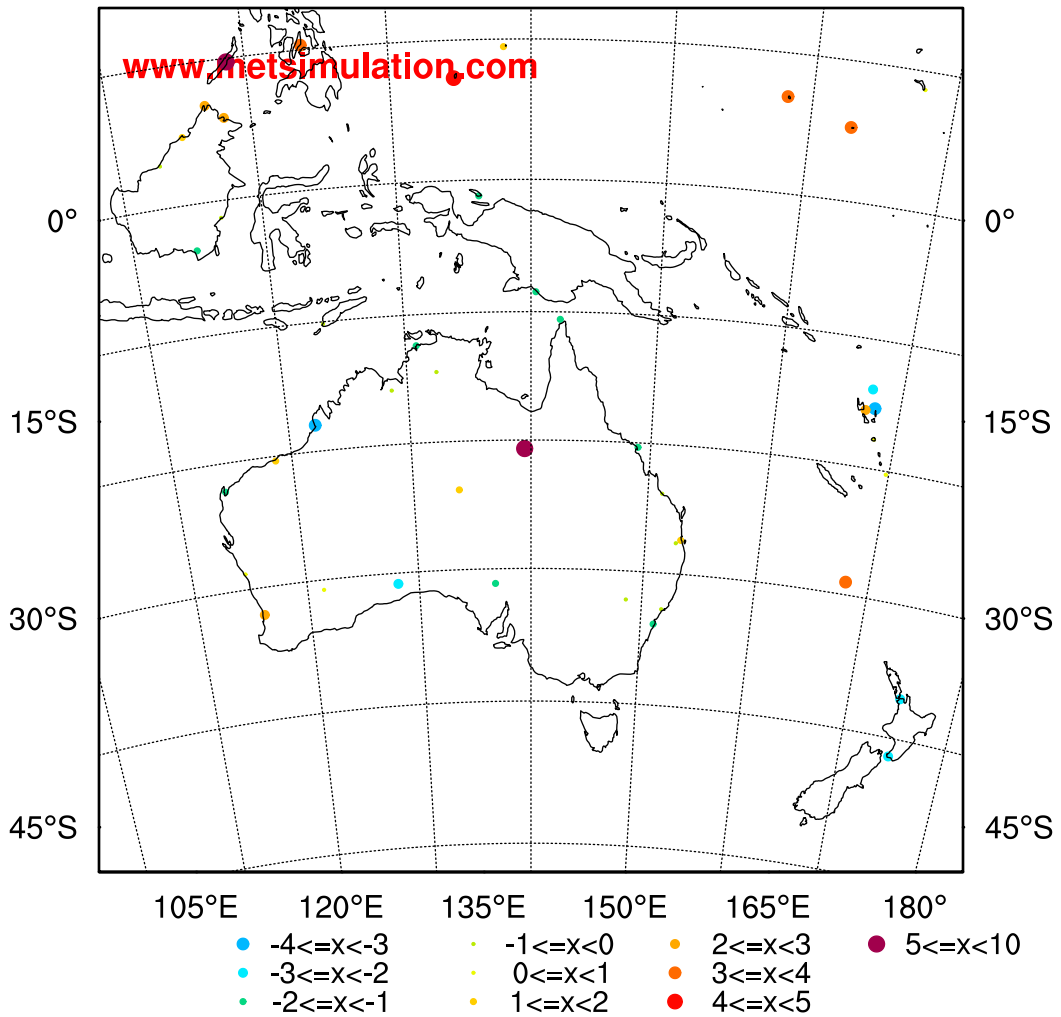 www.metsimulation.com
0° 0°
15°S 15°S
30°S 30°S
45°S 45°S
105°E 120°E 135°E 150°E 165°E 180°
-4<=x<-3 -1<=x<0 2<=x<3 5<=x<10
-3<=x<-2 0<=x<1 3<=x<4
-2<=x<-1 1<=x<2 4<=x<5